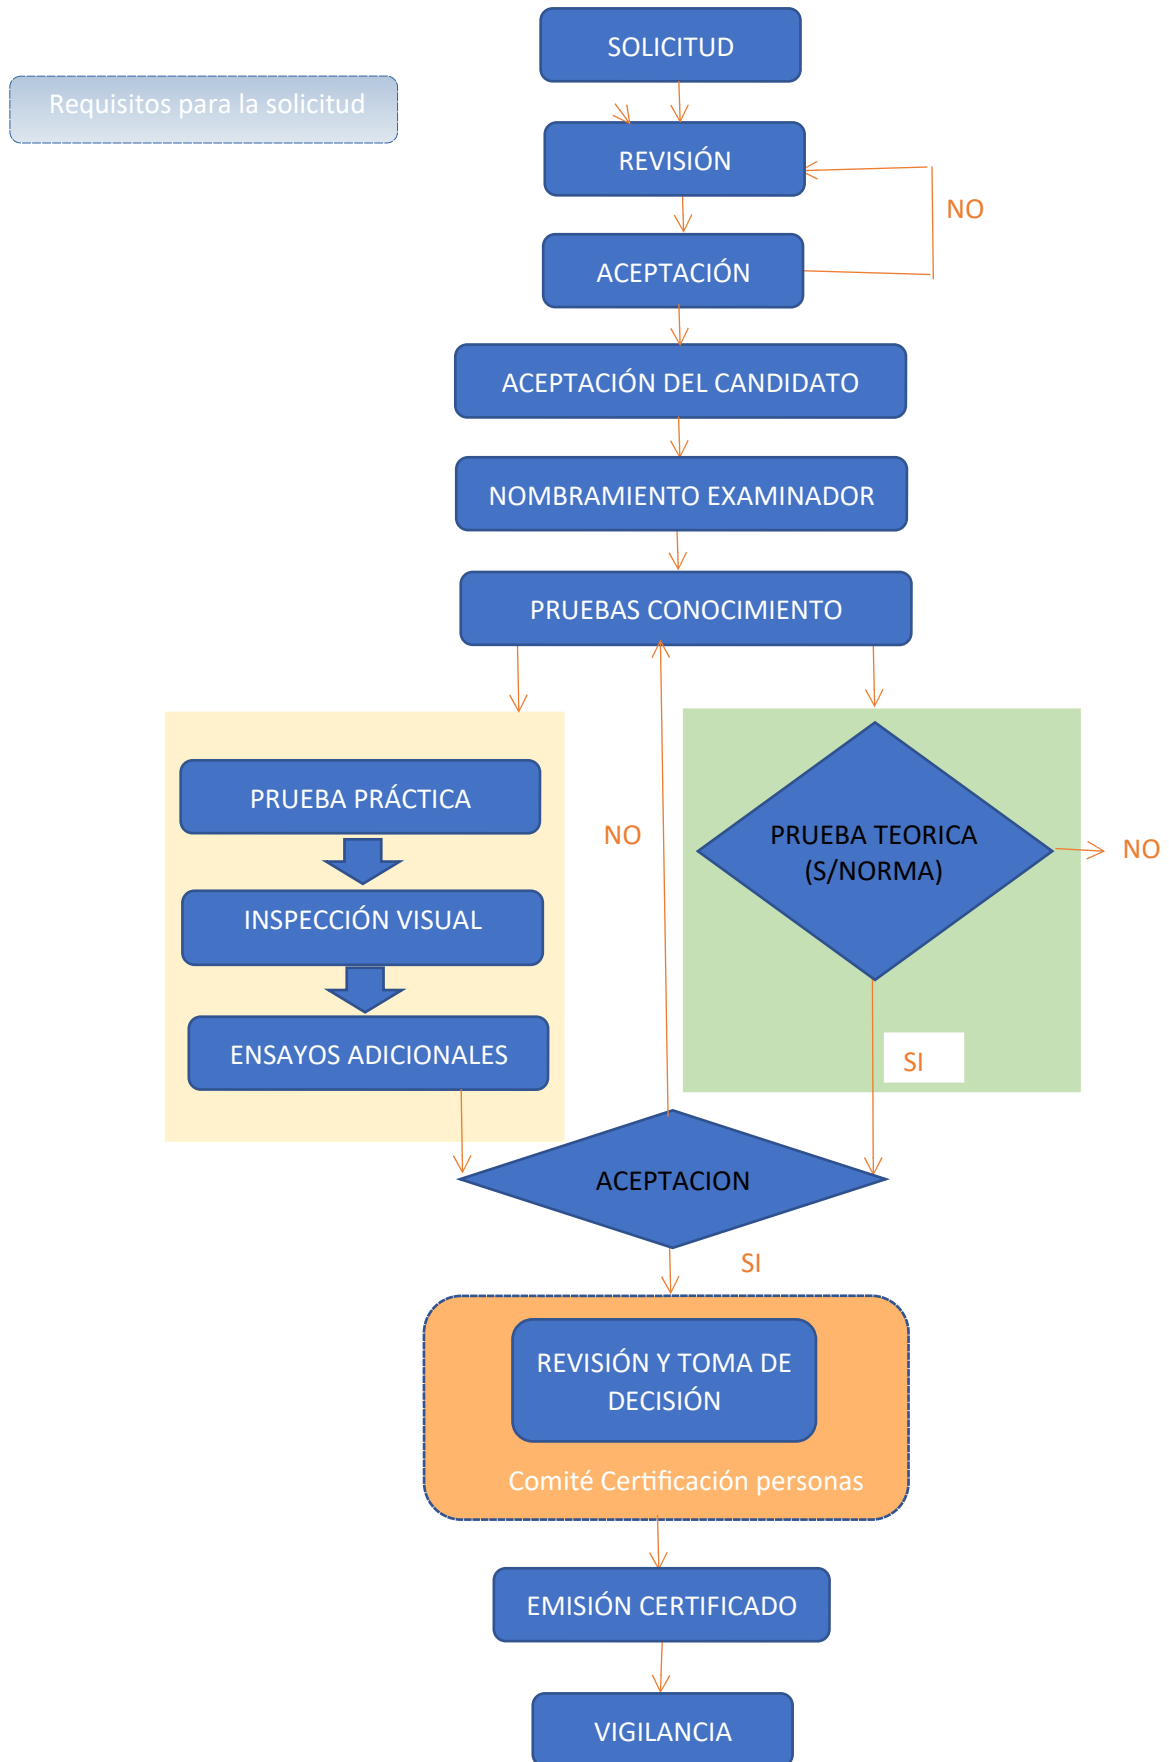 SOLICITUD
Requisitos para la solicitud
REVISIÓN
NO
ACEPTACIÓN
ACEPTACIÓN DEL CANDIDATO
NOMBRAMIENTO EXAMINADOR
PRUEBAS CONOCIMIENTO
PRUEBA PRÁCTICA
INSPECCIÓN VISUAL
ENSAYOS ADICIONALES
NO
PRUEBA TEORICA
(S/NORMA)
NO
SI
ACEPTACION
SI
REVISIÓN Y TOMA DE
DECISIÓN
Comité Certificación personas
EMISIÓN CERTIFICADO
VIGILANCIA